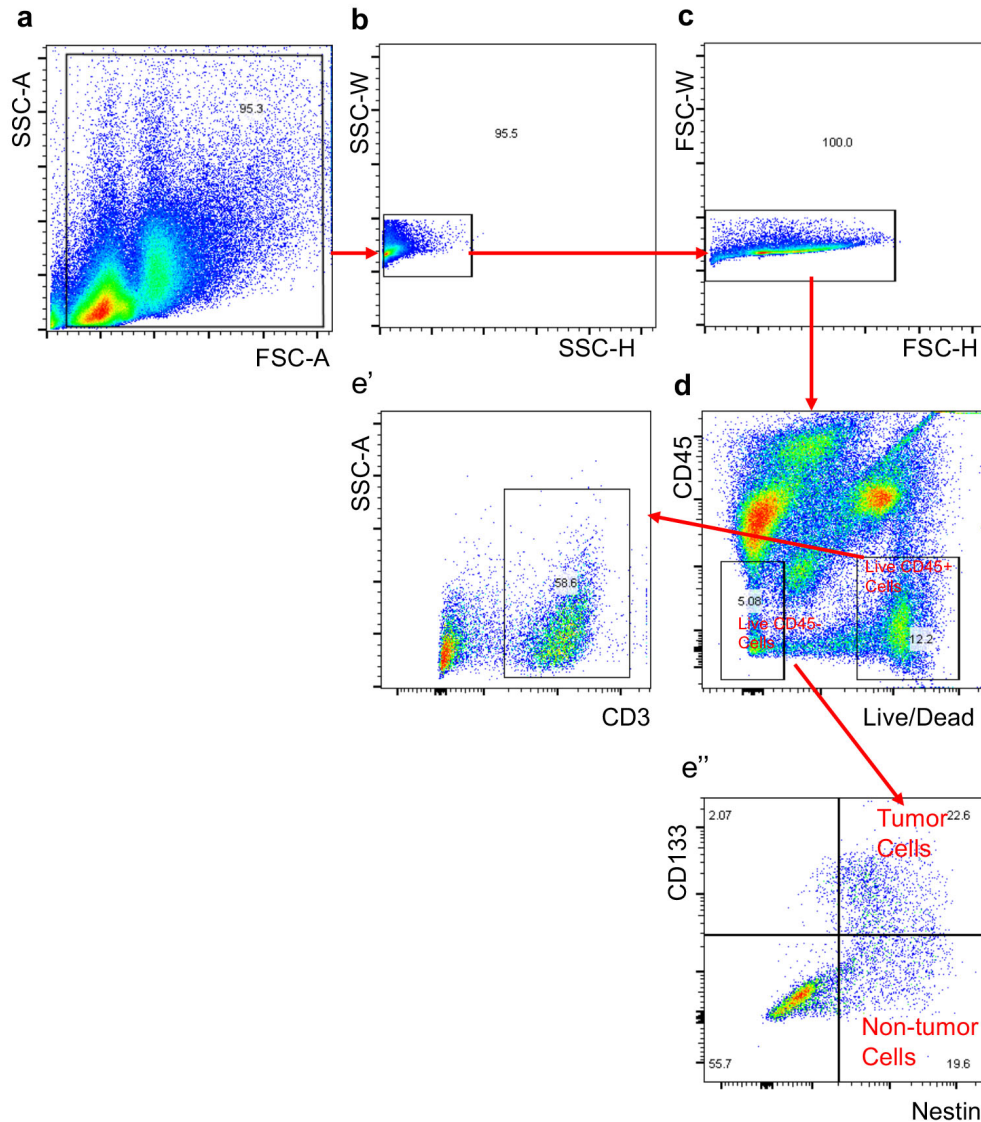 a
SSC-A
95.3
FSC-A
b
SSC-W
95.5
SSC-H
c
FSC-W
100.0
FSC-H
e'
SSC-A
58.6
CD3
d
CD45
Live CD45+
Cells
5.08
Live CD45-
Cells
12.2
Live/Dead
e''
CD133
2.07
Tumor
Cells
22.6
Non-tumor
Cells
55.7
19.6
Nestin